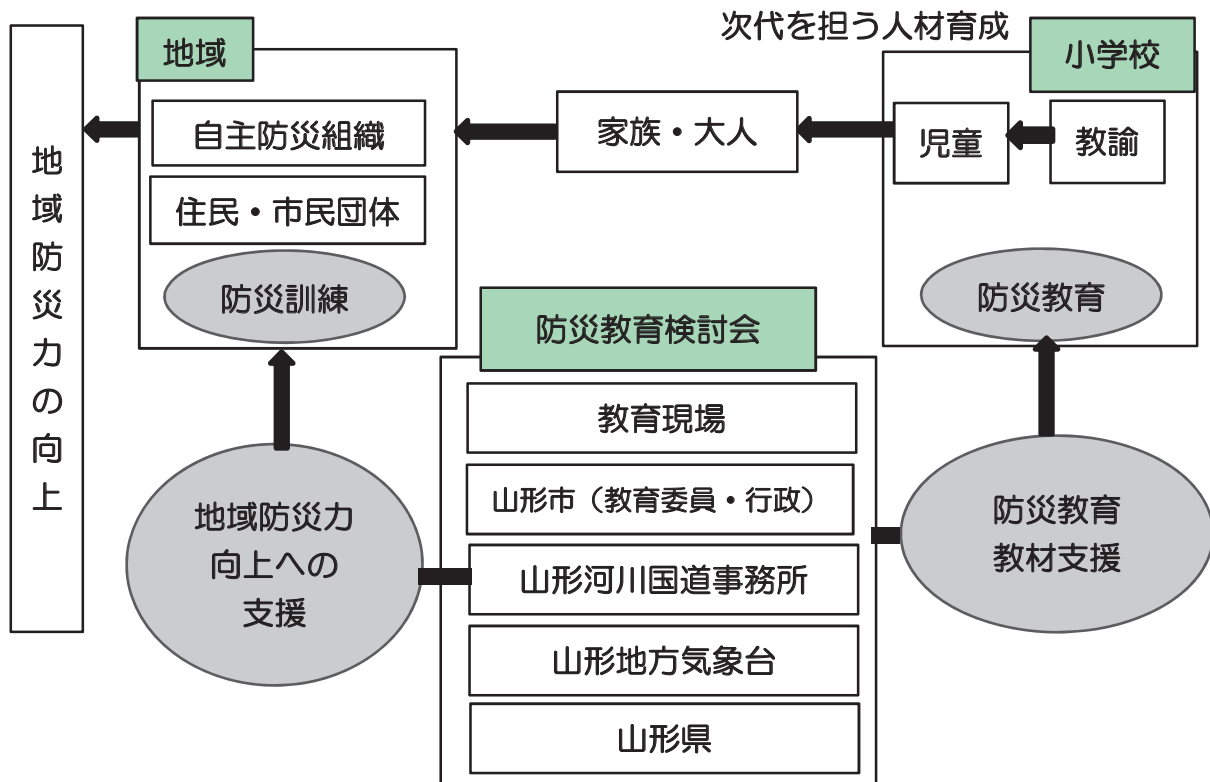 次代を担う人材育成
地域
小学校
自主防災組織
住民・市民団体
防災訓練
家族・大人
児童
教諭
防災教育
地域防災力の向上
防災教育検討会
教育現場
山形市（教育委員・行政）
山形河川国道事務所
山形地方気象台
山形県
地域防災力
向上への
支援
防災教育
教材支援